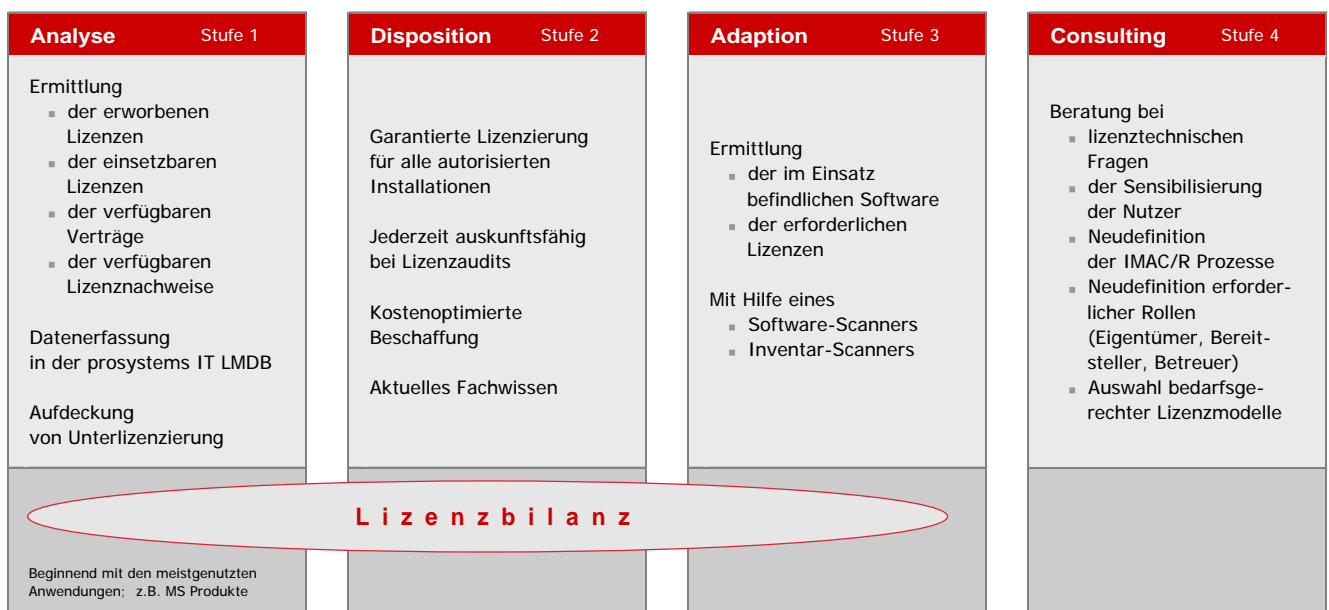 Analyse Stufe 1
Ermittlung
▪ der erworbenen
Lizenzen
▪ der einsetzbaren
Lizenzen
▪ der verfügbaren
Verträge
▪ der verfügbaren
Lizenznachweise
Datenerfassung
in der prosystems IT LMDB
Aufdeckung
von Unterlizenzierung
Disposition Stufe 2
Garantierte Lizenzierung
für alle autorisierten
Installationen
Jederzeit auskunftsfähig
bei Lizenzaudits
Kostenoptimierte
Beschaffung
Aktuelles Fachwissen
Adaption Stufe 3
Ermittlung
▪ der im Einsatz
befindlichen Software
▪ der erforderlichen
Lizenzen
Mit Hilfe eines
▪ Software-Scanners
▪ Inventar-Scanners
Consulting Stufe 4
Beratung bei
▪ lizenztechnischen
Fragen
▪ der Sensibilisierung
der Nutzer
▪ Neudefinition
der IMAC/R Prozesse
▪ Neudefinition erforder-
licher Rollen
(Eigentümer, Bereit-
steller, Betreuer)
▪ Auswahl bedarfsge-
rechter Lizenzmodelle
Lizenzbilanz
Beginnend mit den meistgenutzten
Anwendungen; z.B. MS Produkte